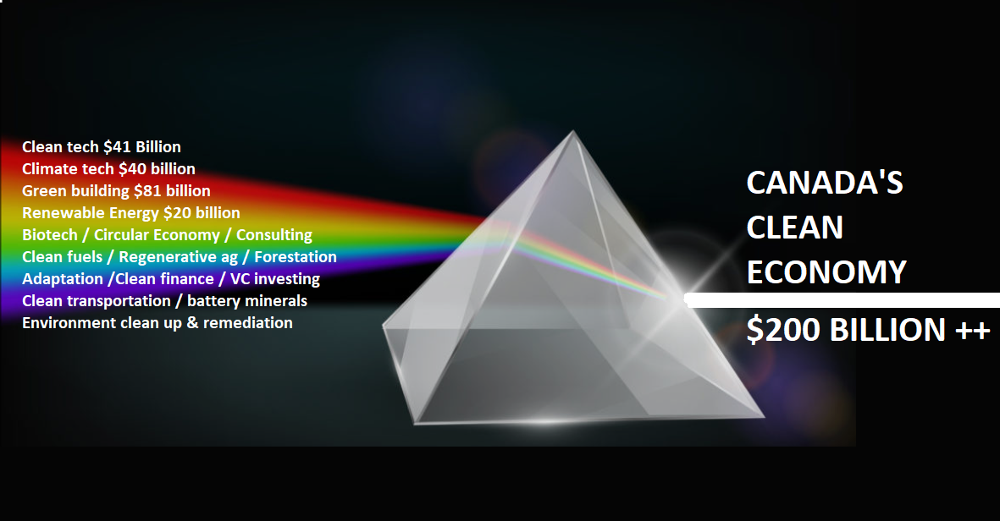 Clean tech $41 Billion
Climate tech $40 billion
Green building $81 billion
Renewable Energy $20 billion
Biotech / Circular Economy / Consulting
Clean fuels / Regenerative ag / Forestation
Adaptation /Clean finance / VC investing
Clean transportation / battery minerals
Environment clean up & remediation
CANADA'S
CLEAN
ECONOMY
$200 BILLION ++